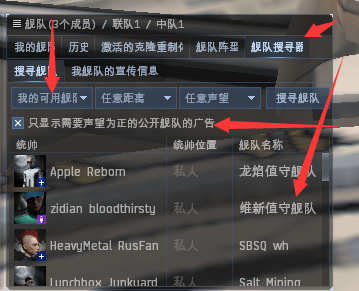 舰队(3个成员) / 联队1 / 中队1
我的舰队 历史 激活的克隆重制 舰队阵型 舰队搜寻器
搜寻舰队 我舰队的宣传信息
我的可用舰队 任意距离 任意声望 搜寻舰队
只显示需要声望为正的公开舰队的广告
统帅 统帅位置 舰队名称
Apple Reborn 私人 龙焰值守舰队
zidian bloodthirsty 私人 维新值守舰队
HeavyMetal RusFan 私人 SBSQ wh
Lunchbox Junkyard 私人 Salt Mining